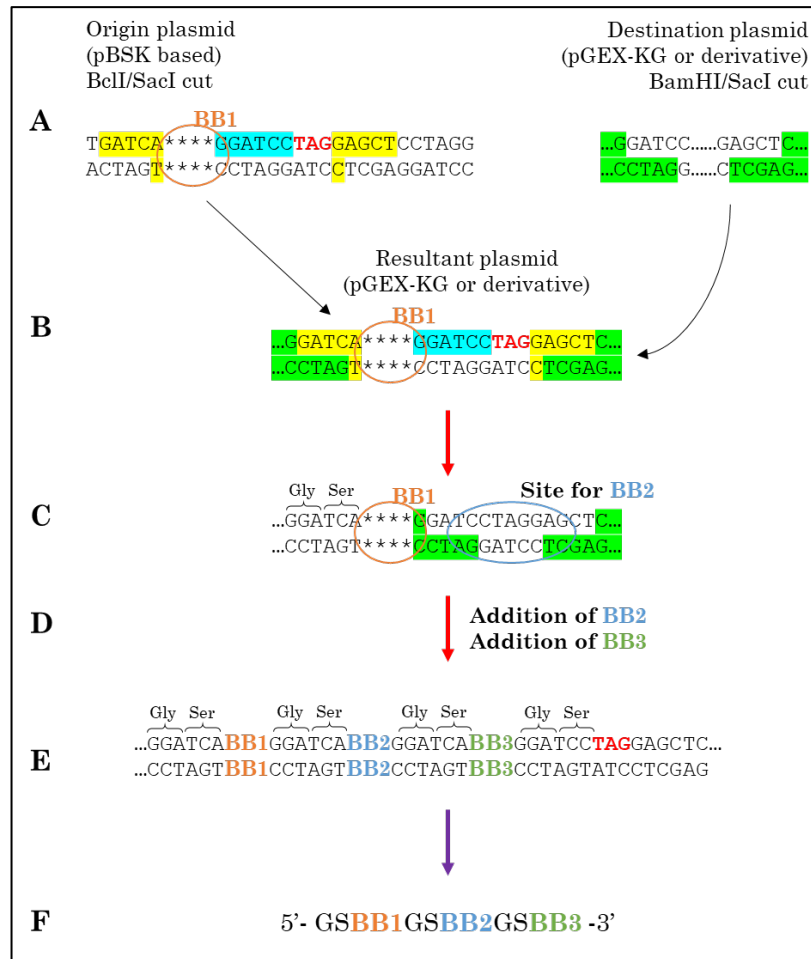 Origin plasmid
(pBSK based)
BclI/SacI cut
Destination plasmid
(pGEX-KG or derivative)
BamHI/SacI cut
A
BB1
TGATCA****GGATCCTAGGAGCTCCTAGG
ACTAGT****CCTAGGATCCTCGAGGATCC
...GGATCC......GAGCTC...
...CCTAGG......CTCGAG...
Resultant plasmid
(pGEX-KG or derivative)
B
BB1
...GGATCA****GGATCCTAGGAGCTC...
...CCTAGT****CCTAGGATCCTCGAG...
C
Gly Ser
BB1
Site for BB2
...GGATCA****GGATCCTAGGAGCTC...
...CCTAGT****CCTAGGATCCTCGAG...
D
Addition of BB2
Addition of BB3
E
Gly Ser Gly Ser Gly Ser Gly Ser
...GGATCABB1GGATCABB2GGATCABB3GGATCCTAGGAGCTC...
...CCTAGTBB1CCTAGTBB2CCTAGTBB3CCTAGTATCCTCGAG
F
5'- GSBB1GSBB2GSBB3 -3'